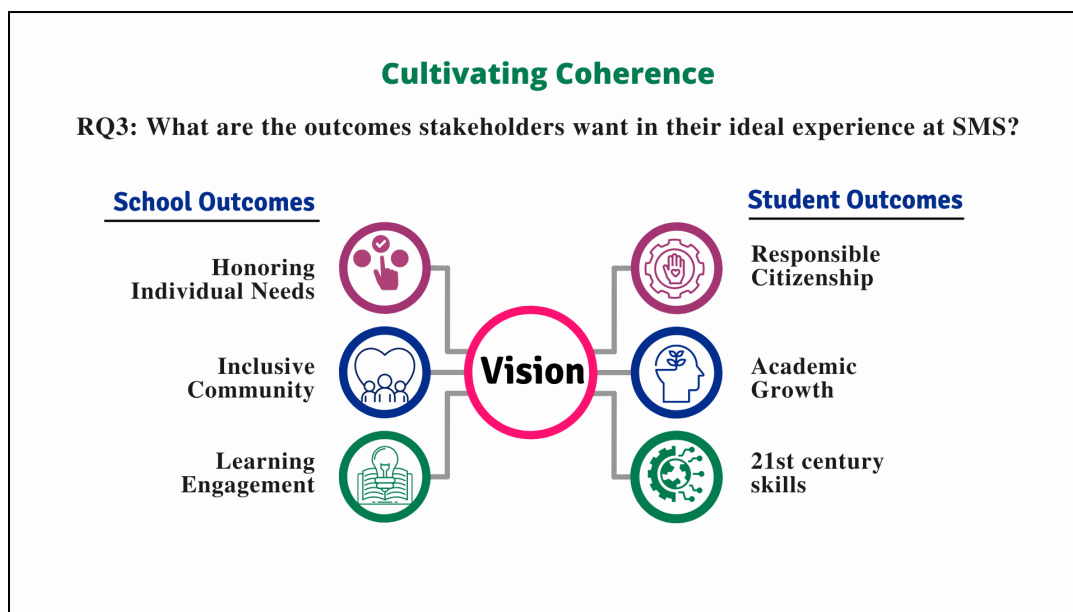 Cultivating Coherence
RQ3: What are the outcomes stakeholders want in their ideal experience at SMS?
School Outcomes
Honoring
Individual Needs
Inclusive
Community
Learning
Engagement
Vision
Student Outcomes
Responsible
Citizenship
Academic
Growth
21st century
skills